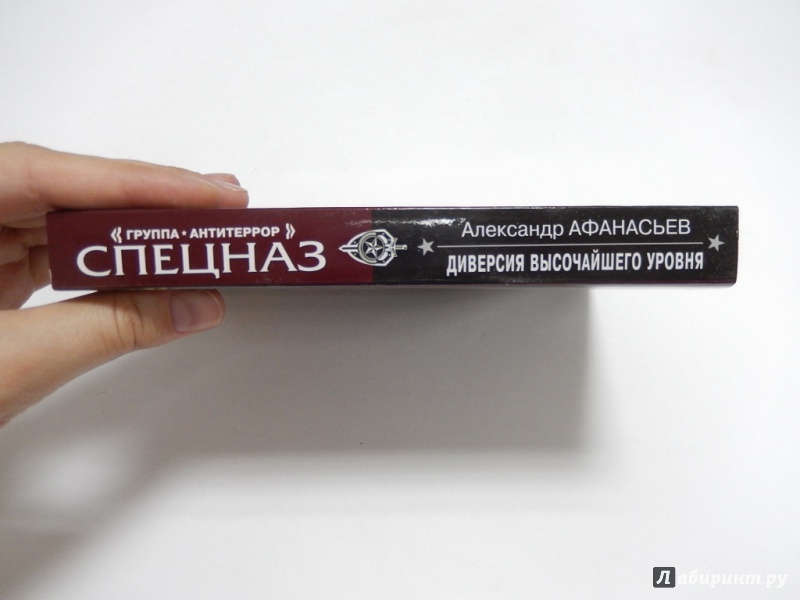 « ГРУППА ★ АНТИТЕРРОР »
СПЕЦНАЗ
Александр АФАНАСЬЕВ
ДИВЕРСИЯ ВЫСОЧАЙШЕГО УРОВНЯ
Лабиринт.ру